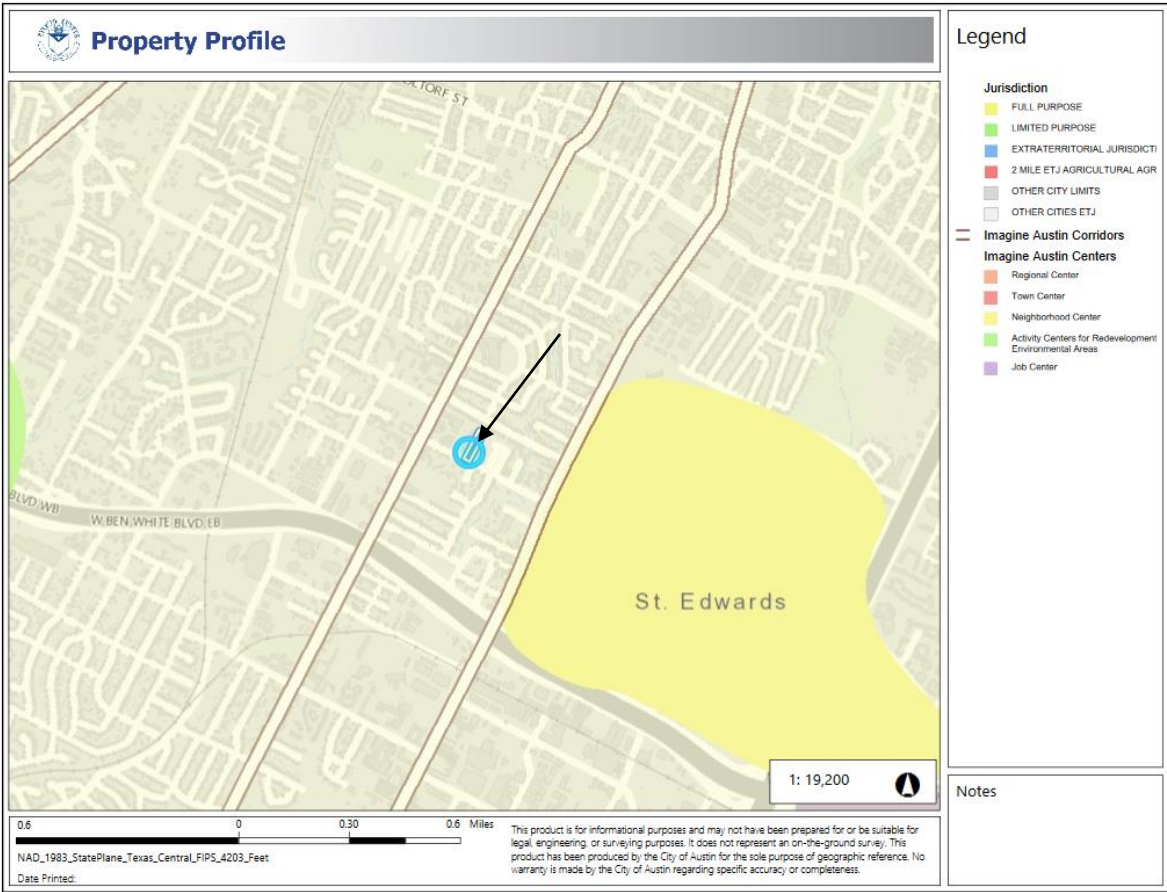 Property Profile
Legend
Jurisdiction
FULL PURPOSE
LIMITED PURPOSE
EXTRATERRITORIAL JURISDICTI
2 MILE ETJ AGRICULTURAL AGR
OTHER CITY LIMITS
OTHER CITIES ETJ
Imagine Austin Corridors
Imagine Austin Centers
Regional Center
Town Center
Neighborhood Center
Activity Centers for Redevelopment
Environmental Areas
Job Center
OLTORF ST
BLVD WB
W BEN WHITE BLVD EB
St. Edwards
1: 19,200
Notes
0.6 0 0.30 0.6 Miles
NAD_1983_StatePlane_Texas_Central_FIPS_4203_Feet
Date Printed:
This product is for informational purposes and may not have been prepared for or be suitable for
legal, engineering, or surveying purposes. It does not represent an on-the-ground survey. This
product has been produced by the City of Austin for the sole purpose of geographic reference. No
warranty is made by the City of Austin regarding specific accuracy or completeness.